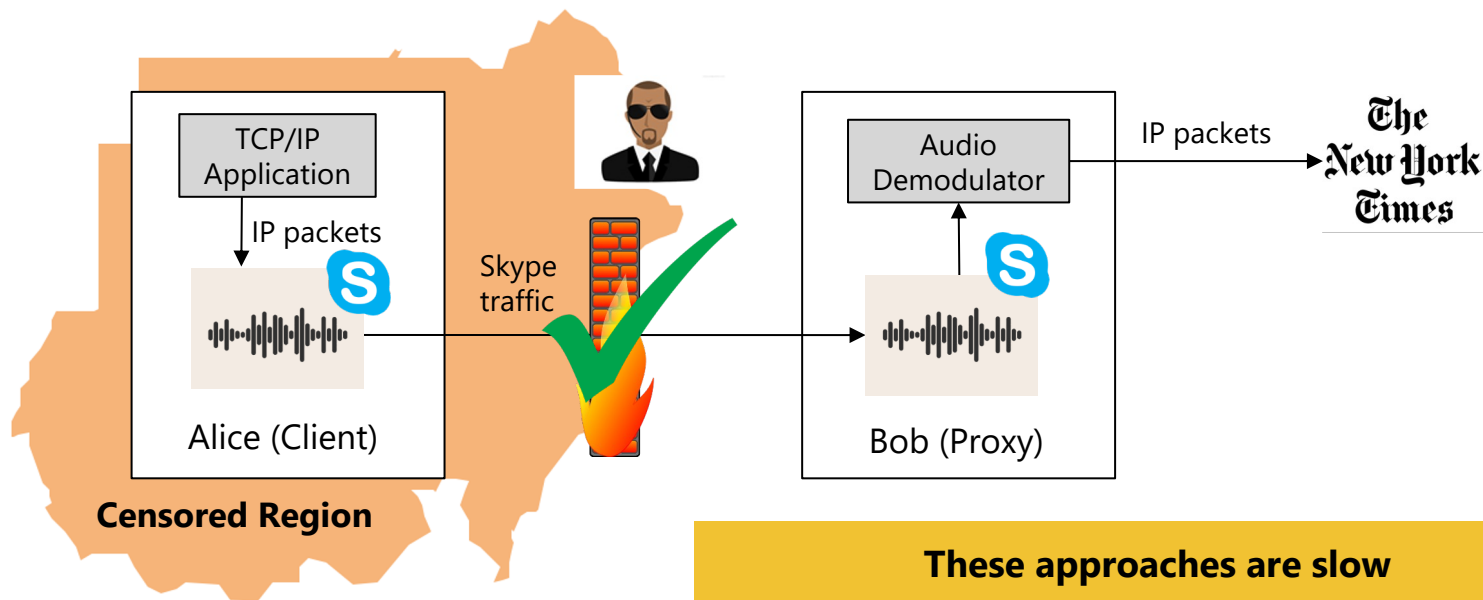 TCP/IP
Application
IP packets
S
Skype
traffic
Alice (Client)
Censored Region
Audio
Demodulator
S
Bob (Proxy)
IP packets
The
New York
Times
These approaches are slow